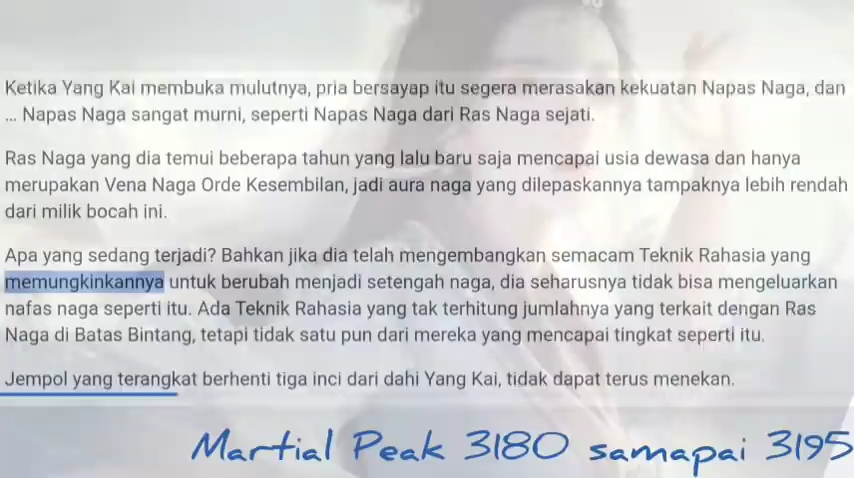 Ketika Yang Kai membuka mulutnya, pria bersayap itu segera merasakan kekuatan Napas Naga, dan
... Napas Naga sangat murni, seperti Napas Naga dari Ras Naga sejati.
Ras Naga yang dia temui beberapa tahun yang lalu baru saja mencapai usia dewasa dan hanya
merupakan Vena Naga Orde Kesembilan, jadi aura naga yang dilepaskannya tampaknya lebih rendah
dari milik bocah ini.
Apa yang sedang terjadi? Bahkan jika dia telah mengembangkan semacam Teknik Rahasia yang
memungkinkannya untuk berubah menjadi setengah naga, dia seharusnya tidak bisa mengeluarkan
nafas naga seperti itu. Ada Teknik Rahasia yang tak terhitung jumlahnya yang terkait dengan Ras
Naga di Batas Bintang, tetapi tidak satu pun dari mereka yang mencapai tingkat seperti itu.
Jempol yang terangkat berhenti tiga inci dari dahi Yang Kai, tidak dapat terus menekan.
Martial Peak 3180 samapai 3195